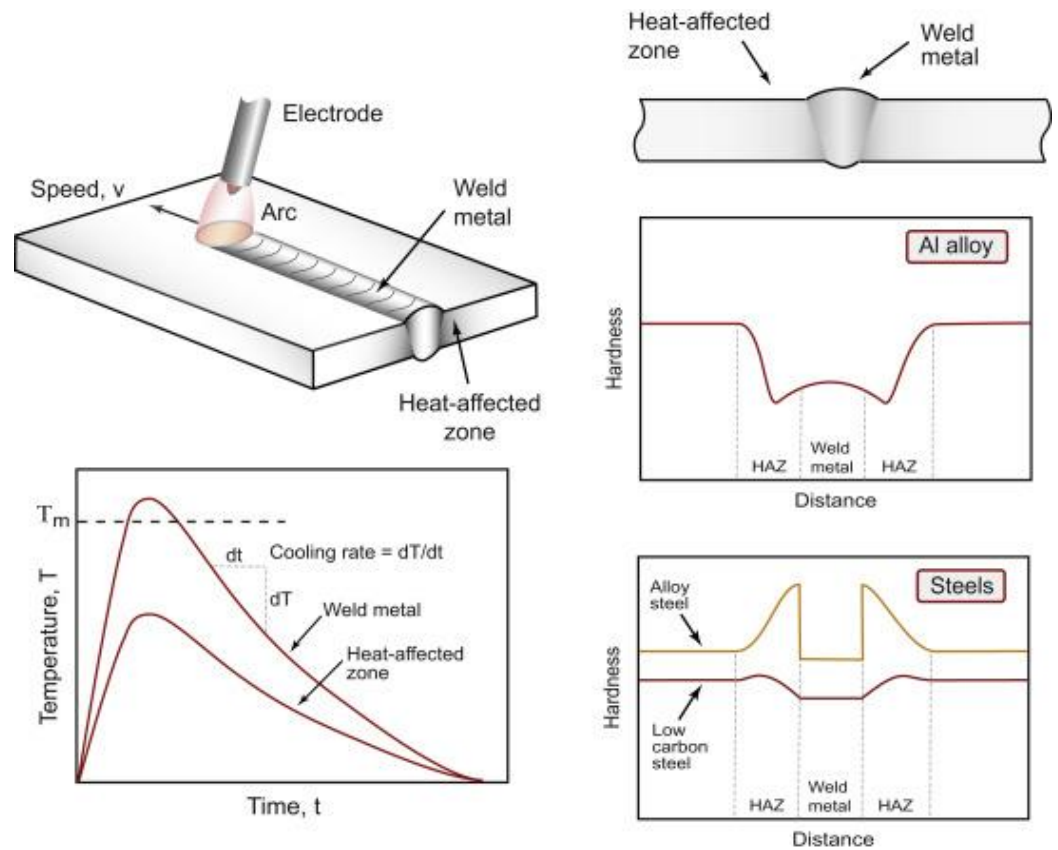 Electrode
Speed, v
Arc
Weld
metal
Heat-affected
zone
Heat-affected
zone
Weld
metal
Al alloy
Hardness
HAZ
Weld
metal
HAZ
Distance
Tm
Cooling rate = dT/dt
dt
dT
Weld metal
Heat-affected
zone
Temperature, T
Time, t
Steels
Alloy
steel
Low
carbon
steel
Hardness
HAZ
Weld
metal
HAZ
Distance